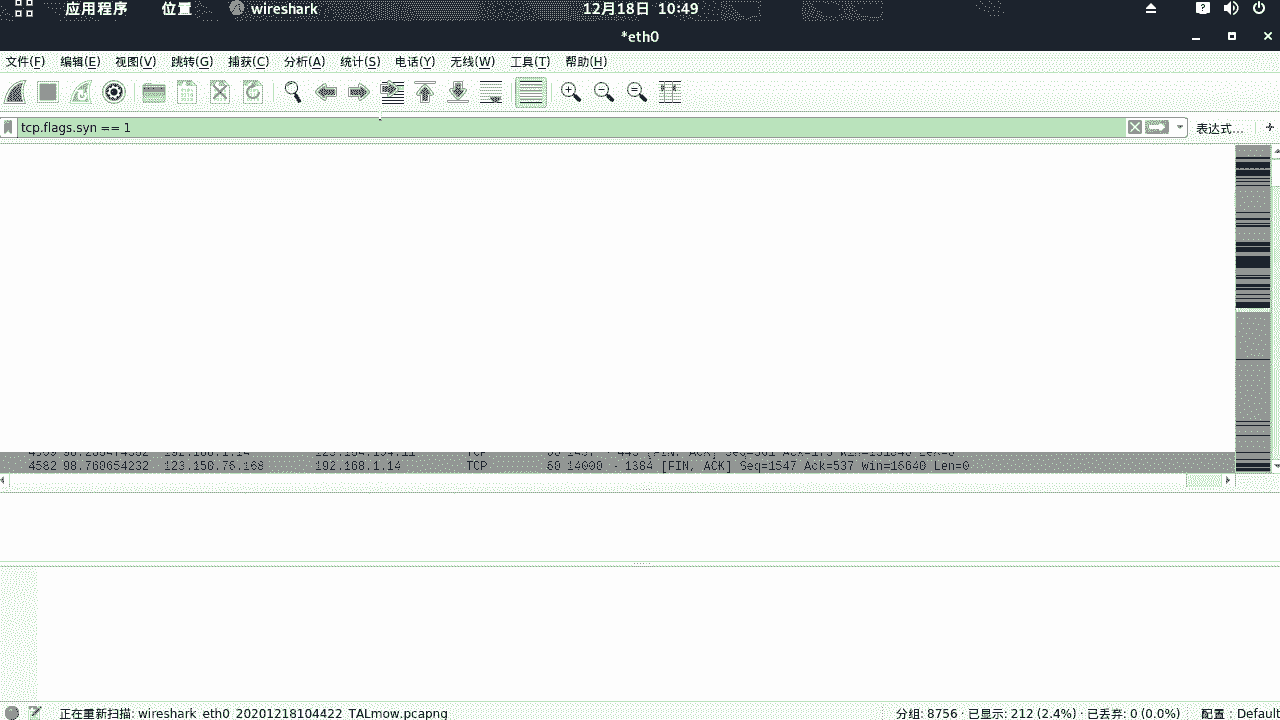 应用程序 位置 wireshark 12月18日 10:49
*eth0
文件(F) 编辑(E) 视图(V) 跳转(G) 捕获(C) 分析(A) 统计(S) 电话(Y) 无线(W) 工具(T) 帮助(H)
tcp.flags.syn == 1 表达式…
4582 98.768654232 123.150.76.168 192.168.1.14 TCP 60 14000 → 1384 [FIN, ACK] Seq=1547 Ack=537 Win=16640 Len=0
正在重新扫描: wireshark_eth0_20201218104422_TALmow.pcapng 分组: 8756 · 已显示: 212 (2.4%) · 已丢弃: 0 (0.0%) 配置: Default